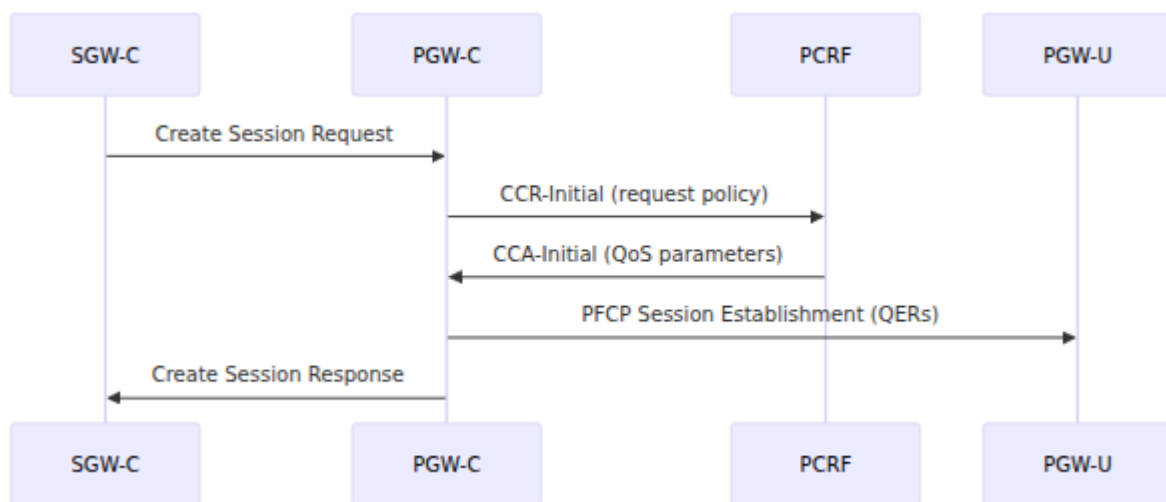 SGW-C
PGW-C
PCRF
PGW-U
Create Session Request
CCR-Initial (request policy)
CCA-Initial (QoS parameters)
PFCP Session Establishment (QERs)
Create Session Response
SGW-C
PGW-C
PCRF
PGW-U